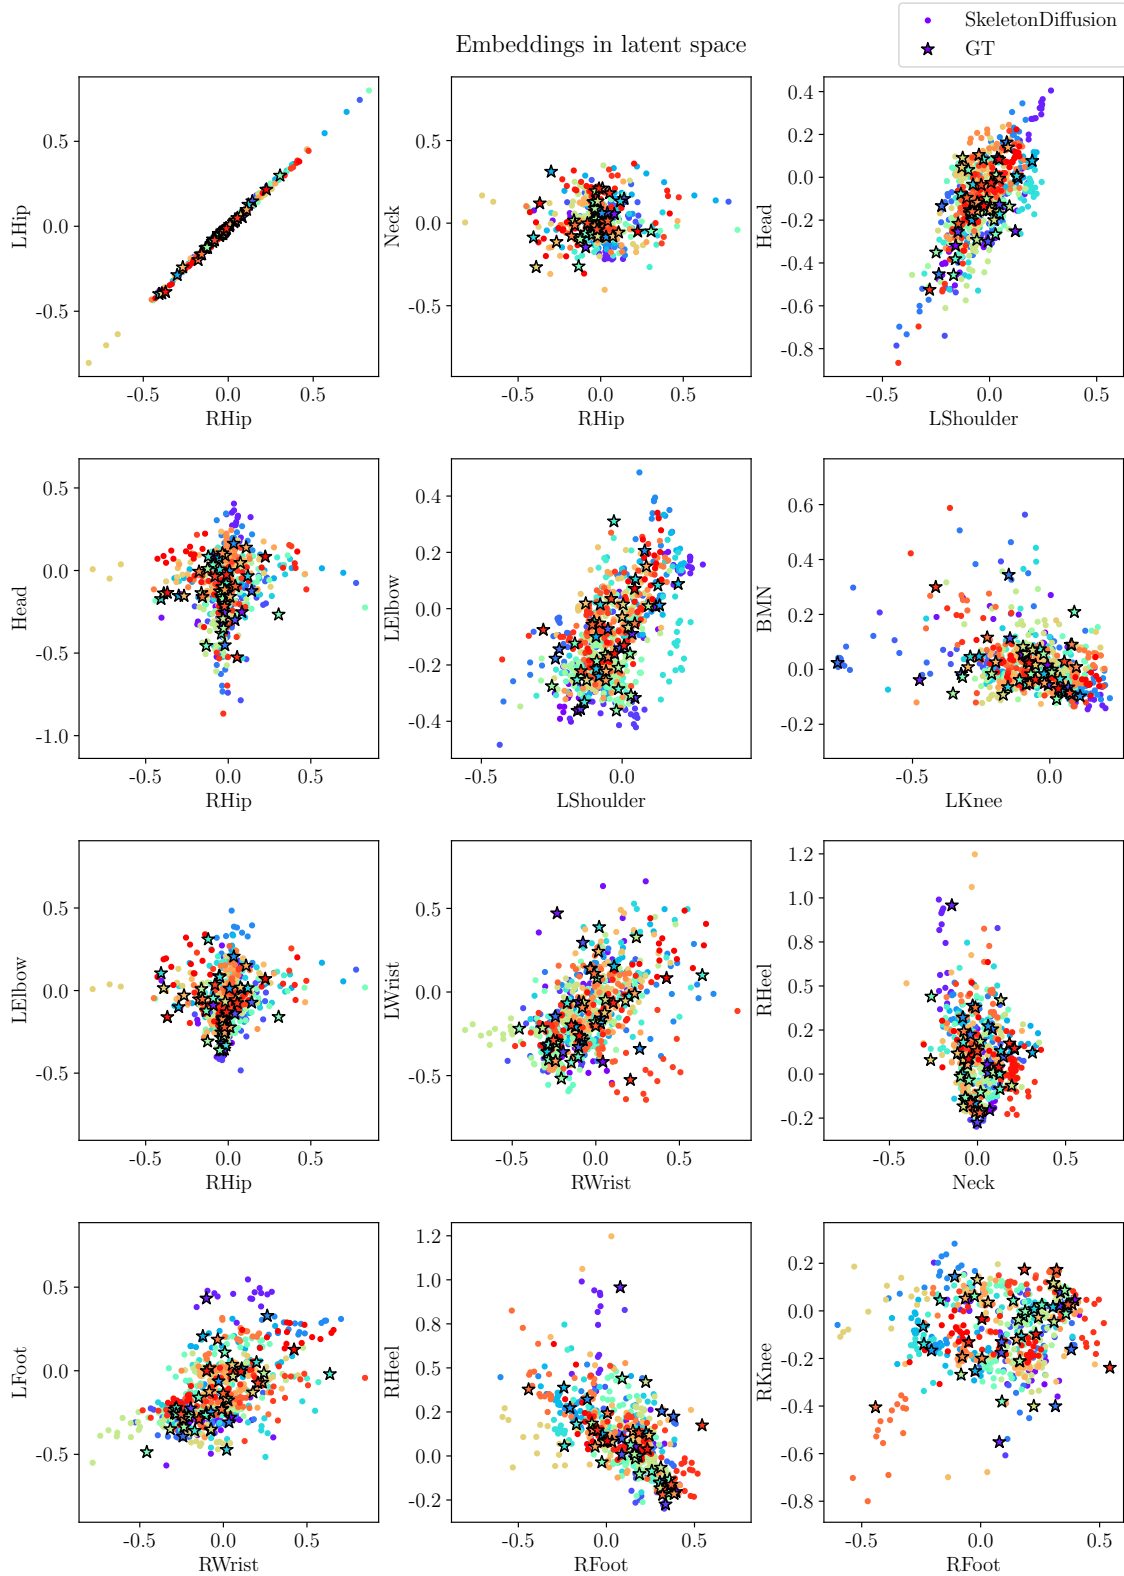 SkeletonDiffusion
GT
Embeddings in latent space
LHip
0.5
0.0
-0.5
-0.5 0.0 0.5
RHip
Neck
0.5
0.0
-0.5
-0.5 0.0 0.5
RHip
Head
0.4
0.2
0.0
-0.2
-0.4
-0.6
-0.8
-0.5 0.0 0.5
LShoulder
Head
0.5
0.0
-0.5
-1.0
-0.5 0.0 0.5
RHip
LElbow
0.4
0.2
0.0
-0.2
-0.4
-0.5 0.0
LShoulder
BMN
0.6
0.4
0.2
0.0
-0.2
-0.5 0.0
LKnee
LElbow
0.5
0.0
-0.5
-0.5 0.0 0.5
RHip
LWrist
0.5
0.0
-0.5
-0.5 0.0 0.5
RWrist
RHeel
1.2
1.0
0.8
0.5
0.2
0.0
-0.2
-0.5 0.0 0.5
Neck
LFoot
0.5
0.0
-0.5
-0.5 0.0 0.5
RWrist
RHeel
1.2
1.0
0.8
0.5
0.2
0.0
-0.2
-0.5 0.0 0.5
RFoot
RKnee
0.2
0.0
-0.2
-0.4
-0.6
-0.8
-0.5 0.0 0.5
RFoot